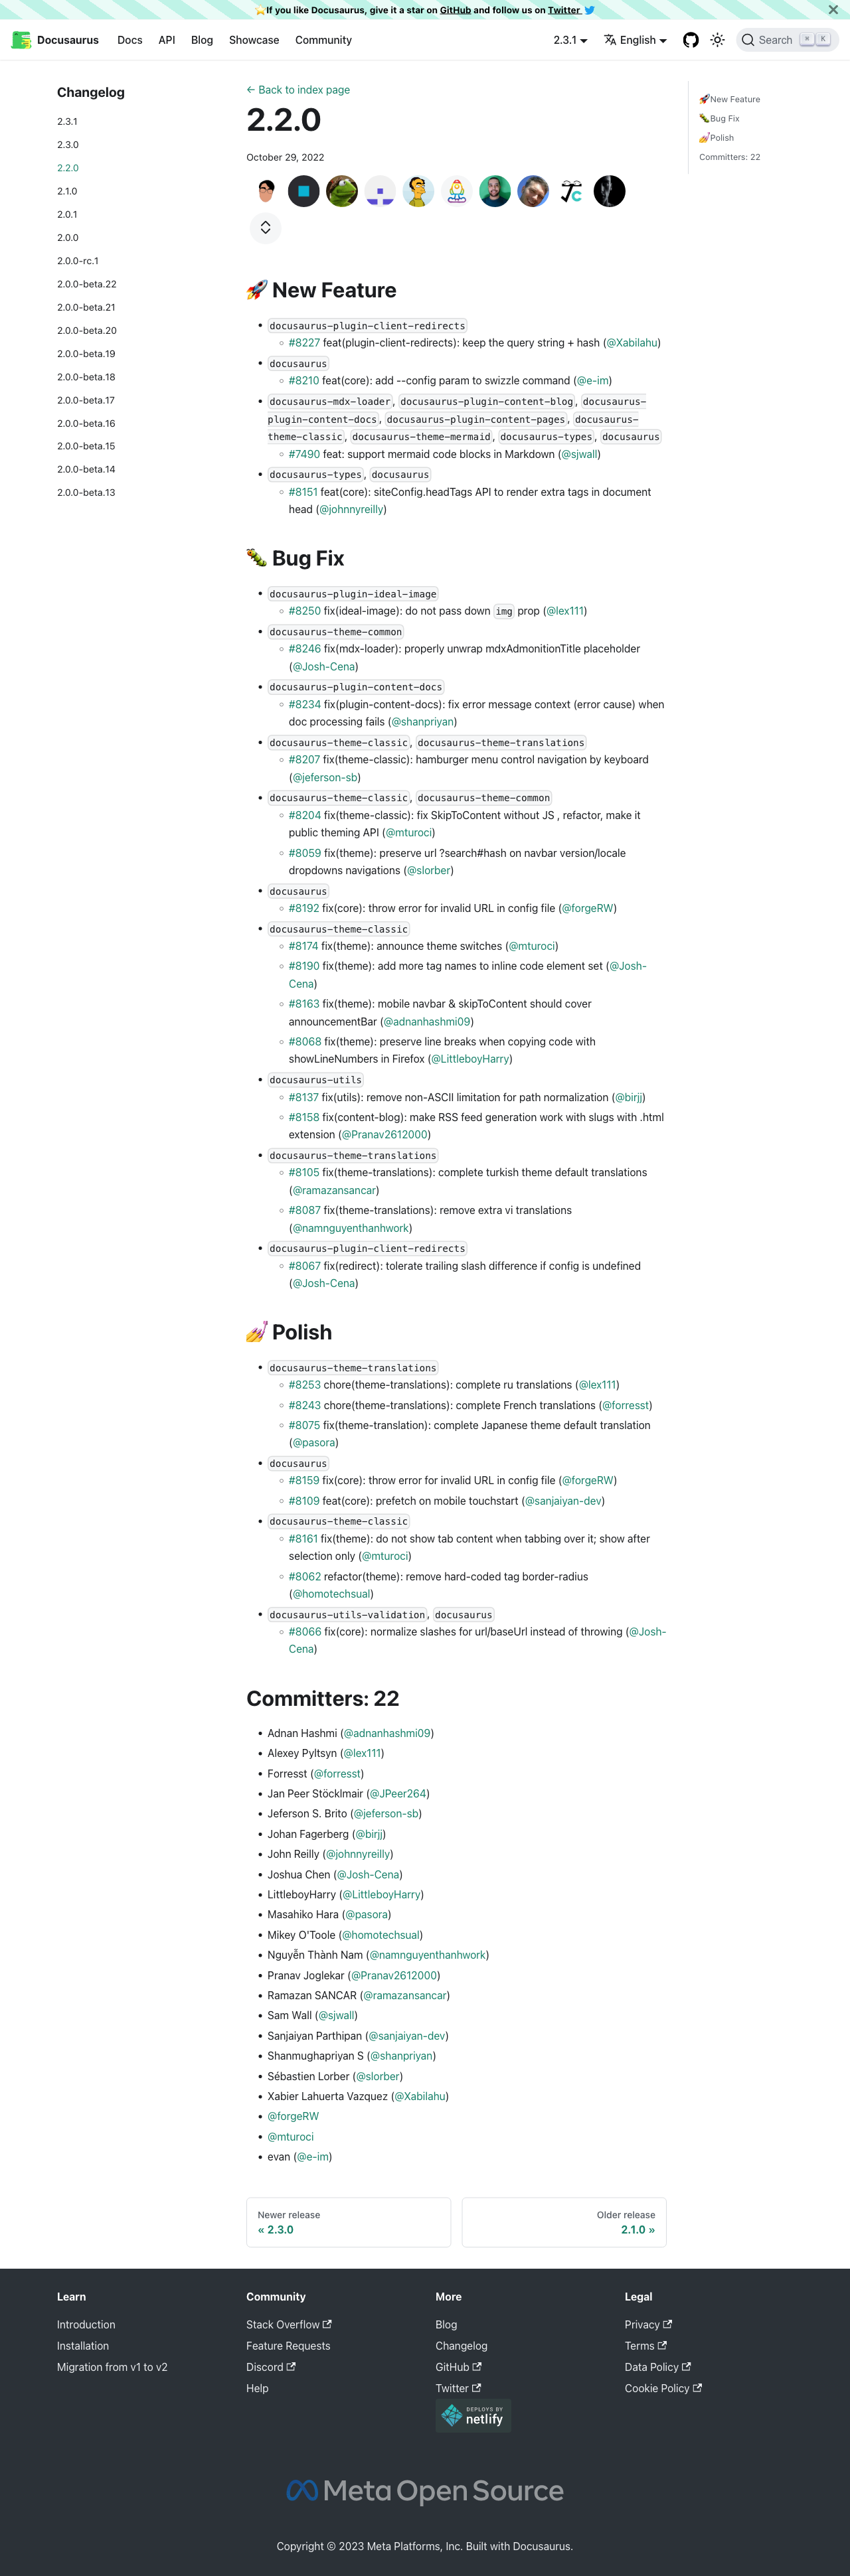 ⭐️If you like Docusaurus, give it a star on GitHub and follow us on Twitter
Docusaurus Docs API Blog Showcase Community 2.3.1 English Search ⌘ K
Changelog
2.3.1
2.3.0
2.2.0
2.1.0
2.0.1
2.0.0
2.0.0-rc.1
2.0.0-beta.22
2.0.0-beta.21
2.0.0-beta.20
2.0.0-beta.19
2.0.0-beta.18
2.0.0-beta.17
2.0.0-beta.16
2.0.0-beta.15
2.0.0-beta.14
2.0.0-beta.13
← Back to index page
2.2.0
October 29, 2022
🚀 New Feature
docusaurus-plugin-client-redirects
#8227 feat(plugin-client-redirects): keep the query string + hash (@Xabilahu)
docusaurus
#8210 feat(core): add --config param to swizzle command (@e-im)
docusaurus-mdx-loader, docusaurus-plugin-content-blog, docusaurus-
plugin-content-docs, docusaurus-plugin-content-pages, docusaurus-
theme-classic, docusaurus-theme-mermaid, docusaurus-types, docusaurus
#7490 feat: support mermaid code blocks in Markdown (@sjwall)
docusaurus-types, docusaurus
#8151 feat(core): siteConfig.headTags API to render extra tags in document
head (@johnnyreilly)
🐛 Bug Fix
docusaurus-plugin-ideal-image
#8250 fix(ideal-image): do not pass down img prop (@lex111)
docusaurus-theme-common
#8246 fix(mdx-loader): properly unwrap mdxAdmonitionTitle placeholder
(@Josh-Cena)
docusaurus-plugin-content-docs
#8234 fix(plugin-content-docs): fix error message context (error cause) when
doc processing fails (@shanpriyan)
docusaurus-theme-classic, docusaurus-theme-translations
#8207 fix(theme-classic): hamburger menu control navigation by keyboard
(@jeferson-sb)
docusaurus-theme-classic, docusaurus-theme-common
#8204 fix(theme-classic): fix SkipToContent without JS , refactor, make it
public theming API (@mturoci)
#8059 fix(theme): preserve url ?search#hash on navbar version/locale
dropdowns navigations (@slorber)
docusaurus
#8192 fix(core): throw error for invalid URL in config file (@forgeRW)
docusaurus-theme-classic
#8174 fix(theme): announce theme switches (@mturoci)
#8190 fix(theme): add more tag names to inline code element set (@Josh-
Cena)
#8163 fix(theme): mobile navbar & skipToContent should cover
announcementBar (@adnanhashmi09)
#8068 fix(theme): preserve line breaks when copying code with
showLineNumbers in Firefox (@LittleboyHarry)
docusaurus-utils
#8137 fix(utils): remove non-ASCII limitation for path normalization (@birjj)
#8158 fix(content-blog): make RSS feed generation work with slugs with .html
extension (@Pranav2612000)
docusaurus-theme-translations
#8105 fix(theme-translations): complete turkish theme default translations
(@ramazansancar)
#8087 fix(theme-translations): remove extra vi translations
(@namnguyenthanhwork)
docusaurus-plugin-client-redirects
#8067 fix(redirect): tolerate trailing slash difference if config is undefined
(@Josh-Cena)
💅 Polish
docusaurus-theme-translations
#8253 chore(theme-translations): complete ru translations (@lex111)
#8243 chore(theme-translations): complete French translations (@forresst)
#8075 fix(theme-translation): complete Japanese theme default translation
(@pasora)
docusaurus
#8159 fix(core): throw error for invalid URL in config file (@forgeRW)
#8109 feat(core): prefetch on mobile touchstart (@sanjaiyan-dev)
docusaurus-theme-classic
#8161 fix(theme): do not show tab content when tabbing over it; show after
selection only (@mturoci)
#8062 refactor(theme): remove hard-coded tag border-radius
(@homotechsual)
docusaurus-utils-validation, docusaurus
#8066 fix(core): normalize slashes for url/baseUrl instead of throwing (@Josh-
Cena)
Committers: 22
Adnan Hashmi (@adnanhashmi09)
Alexey Pyltsyn (@lex111)
Forresst (@forresst)
Jan Peer Stöcklmair (@JPeer264)
Jeferson S. Brito (@jeferson-sb)
Johan Fagerberg (@birjj)
John Reilly (@johnnyreilly)
Joshua Chen (@Josh-Cena)
LittleboyHarry (@LittleboyHarry)
Masahiko Hara (@pasora)
Mikey O'Toole (@homotechsual)
Nguyễn Thành Nam (@namnguyenthanhwork)
Pranav Joglekar (@Pranav2612000)
Ramazan SANCAR (@ramazansancar)
Sam Wall (@sjwall)
Sanjaiyan Parthipan (@sanjaiyan-dev)
Shanmughapriyan S (@shanpriyan)
Sébastien Lorber (@slorber)
Xabier Lahuerta Vazquez (@Xabilahu)
@forgeRW
@mturoci
evan (@e-im)
Newer release
« 2.3.0
Older release
2.1.0 »
🚀New Feature
🐛Bug Fix
💅Polish
Committers: 22
Learn
Introduction
Installation
Migration from v1 to v2
Community
Stack Overflow
Feature Requests
Discord
Help
More
Blog
Changelog
GitHub
Twitter
DEPLOYS BY
netlify
Legal
Privacy
Terms
Data Policy
Cookie Policy
Meta Open Source
Copyright © 2023 Meta Platforms, Inc. Built with Docusaurus.